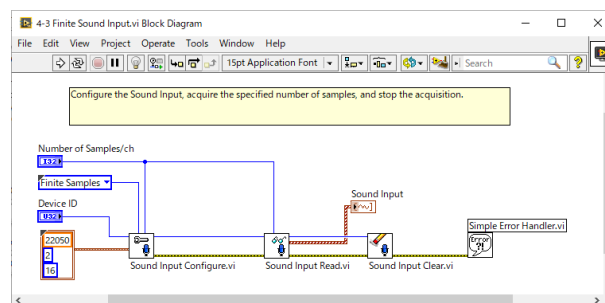 4-3 Finite Sound Input.vi Block Diagram
File Edit View Project Operate Tools Window Help
15pt Application Font Search
Configure the Sound Input, acquire the specified number of samples, and stop the acquisition.
Number of Samples/ch
I32
Finite Samples
Sound Input
Device ID
U32
Simple Error Handler.vi
22050
2
16
Error
?!
Sound Input Configure.vi Sound Input Read.vi Sound Input Clear.vi